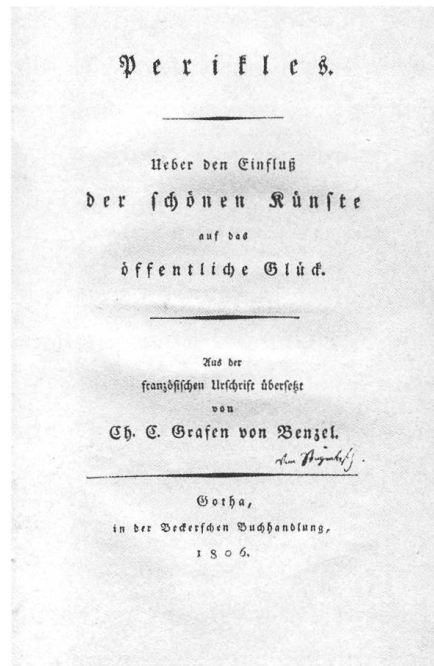 Perikles.
Ueber den Einfluß
der schönen Künste
auf das
öffentliche Glück.
Aus der
französischen Urschrift übersetzt
von
Ch. C. Grafen von Benzel.
Gotha,
in der Beckerschen Buchhandlung,
1806.